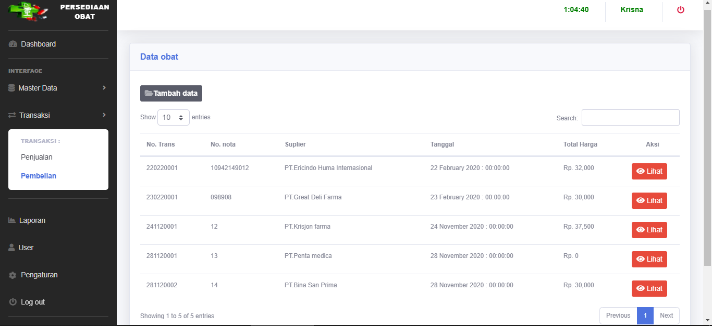 PERSEDIAAN
OBAT
1:04:40 Krisna
Dashboard
INTERFACE
Master Data
Transaksi
TRANSAKSI :
Penjualan
Pembelian
Laporan
User
Pengaturan
Log out
Data obat
Tambah data
Show 10 entries
Search:
No. Trans No. nota Suplier Tanggal Total Harga Aksi
220220001 10942149012 PT.Ericindo Huma Internasional 22 February 2020 : 00:00:00 Rp. 32,000 Lihat
230220001 098908 PT.Great Deli Farma 23 February 2020 : 00:00:00 Rp. 30,000 Lihat
241120001 12 PT.Krisjon farma 24 November 2020 : 00:00:00 Rp. 37,500 Lihat
281120001 13 PT.Penta medica 28 November 2020 : 00:00:00 Rp. 0 Lihat
281120002 14 PT.Bina San Prima 28 November 2020 : 00:00:00 Rp. 30,000 Lihat
Showing 1 to 5 of 5 entries
Previous 1 Next